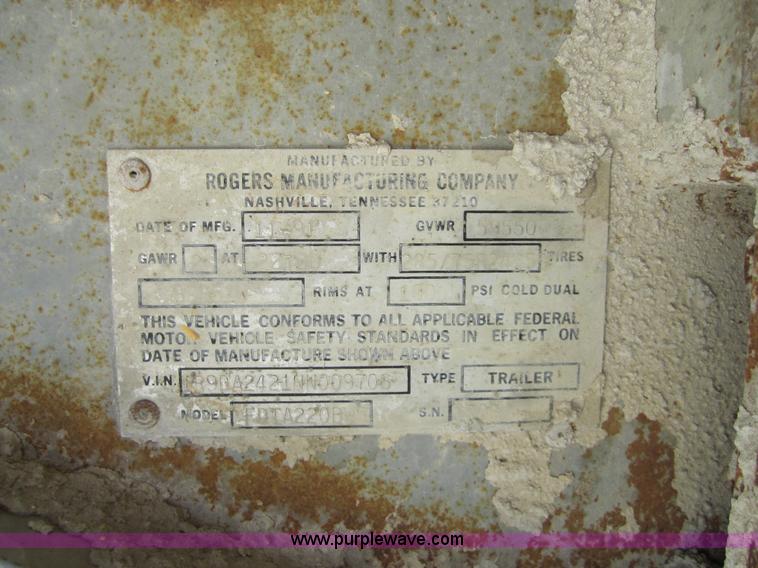 MANUFACTURED BY
ROGERS MANUFACTURING COMPANY
NASHVILLE, TENNESSEE 37210
DATE OF MFG. GVWR
GAWR AT WITH TIRES
RIMS AT PSI COLD DUAL
THIS VEHICLE CONFORMS TO ALL APPLICABLE FEDERAL
MOTOR VEHICLE SAFETY STANDARDS IN EFFECT ON
DATE OF MANUFACTURE SHOWN ABOVE
V.I.N. TYPE TRAILER
MODEL S.N.
www.purplewave.com